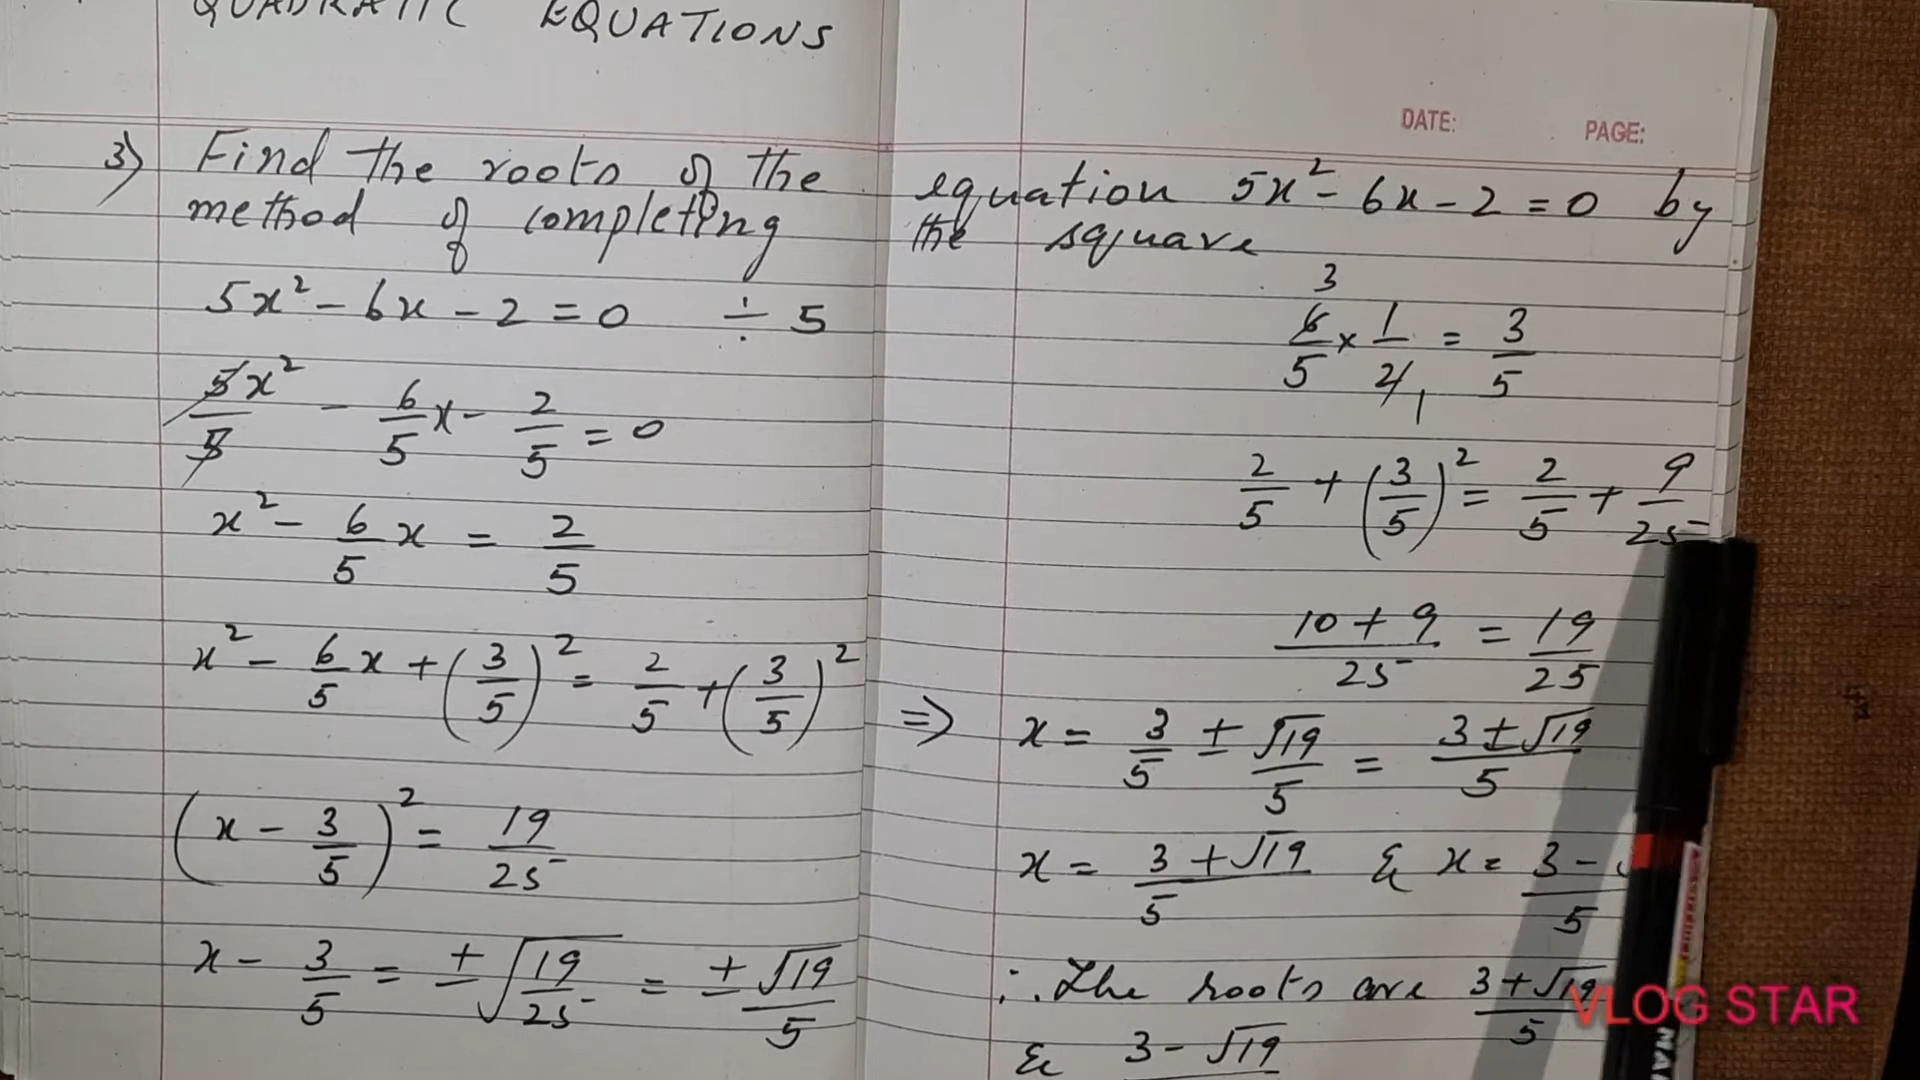 QUADRATIC EQUATIONS
DATE: PAGE:
3) Find the roots of the equation 5x² - 6x - 2 = 0 by
method of completing the square
5x² - 6x - 2 = 0 ÷ 5
5x²/5 - 6/5 x - 2/5 = 0
x² - 6/5 x = 2/5
x² - 6/5 x + (3/5)² = 2/5 + (3/5)²
(x - 3/5)² = 19/25
x - 3/5 = ±√(19/25) = ±√19/5
3
6/5 × 1/2 = 3/5
1
2/5 + (3/5)² = 2/5 + 9/25
(10 + 9)/25 = 19/25
=> x = 3/5 ± √19/5 = (3 ± √19)/5
x = (3 + √19)/5 & x = (3 - /5
∴ The roots are (3 + √19)/5
& 3 - √19
VLOG STAR